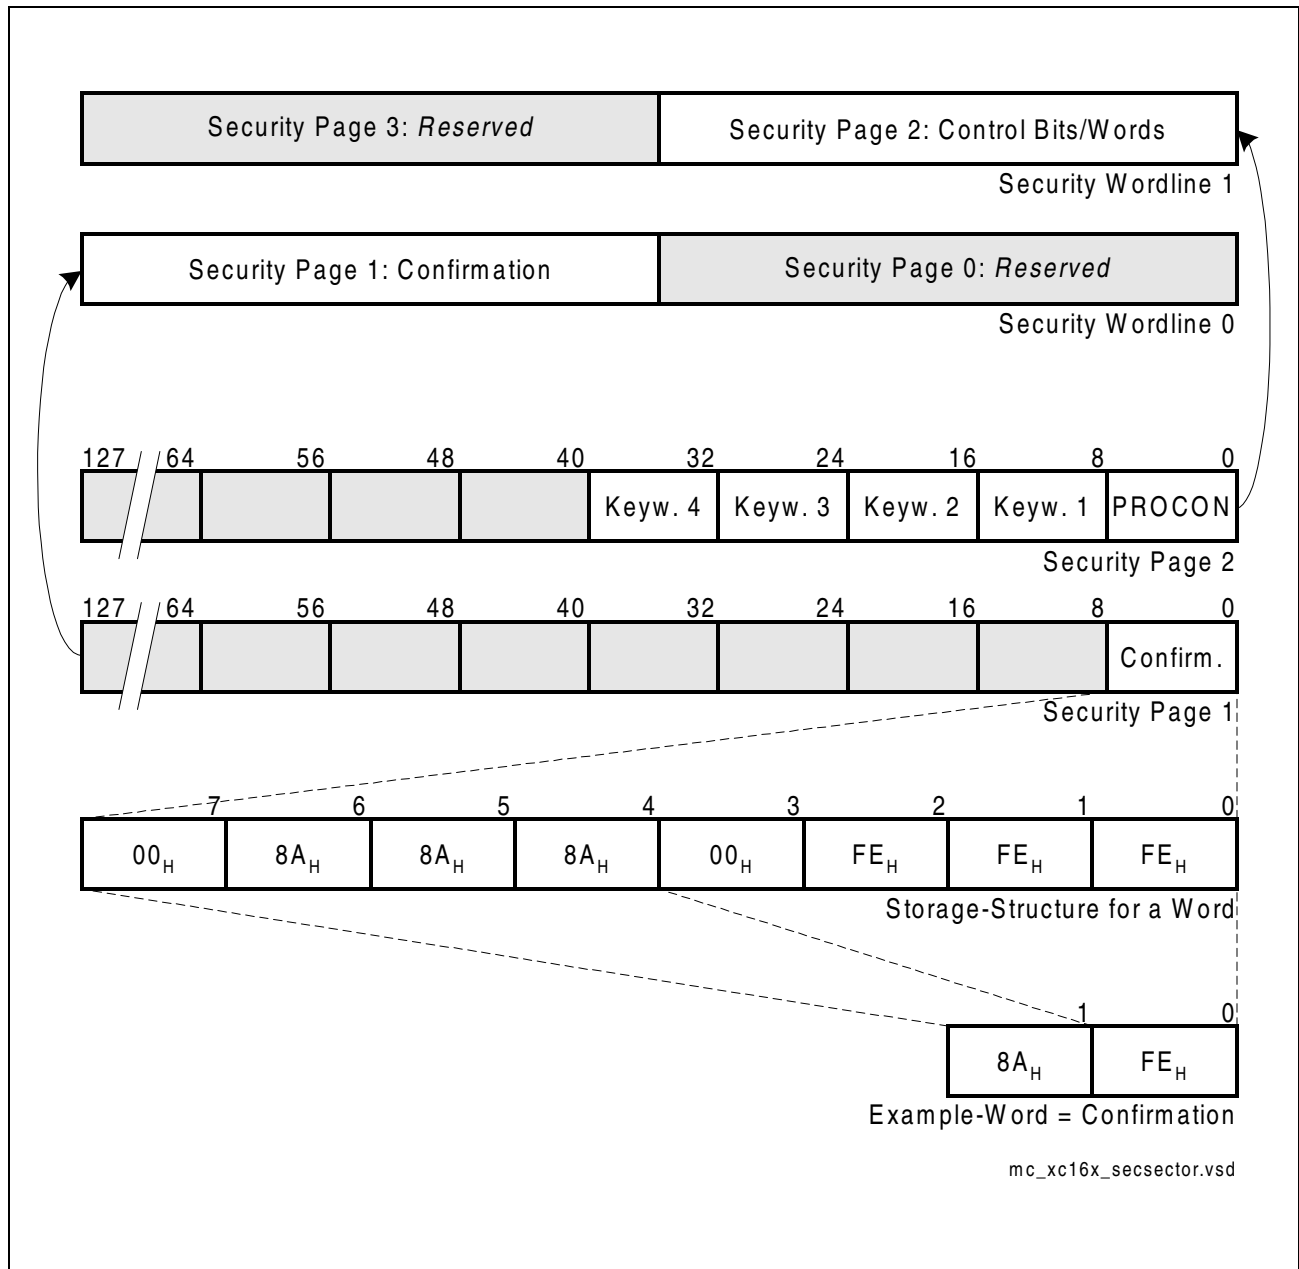 Security Page 3: Reserved Security Page 2: Control Bits/Words
Security Wordline 1
Security Page 1: Confirmation Security Page 0: Reserved
Security Wordline 0
127 64 56 48 40 32 24 16 8 0
Keyw. 4 Keyw. 3 Keyw. 2 Keyw. 1 PROCON
Security Page 2
127 64 56 48 40 32 24 16 8 0
Confirm.
Security Page 1
7 6 5 4 3 2 1 0
00H 8AH 8AH 8AH 00H FEH FEH FEH
Storage-Structure for a Word
1 0
8AH FEH
Example-Word = Confirmation
mc_xc16x_secsector.vsd